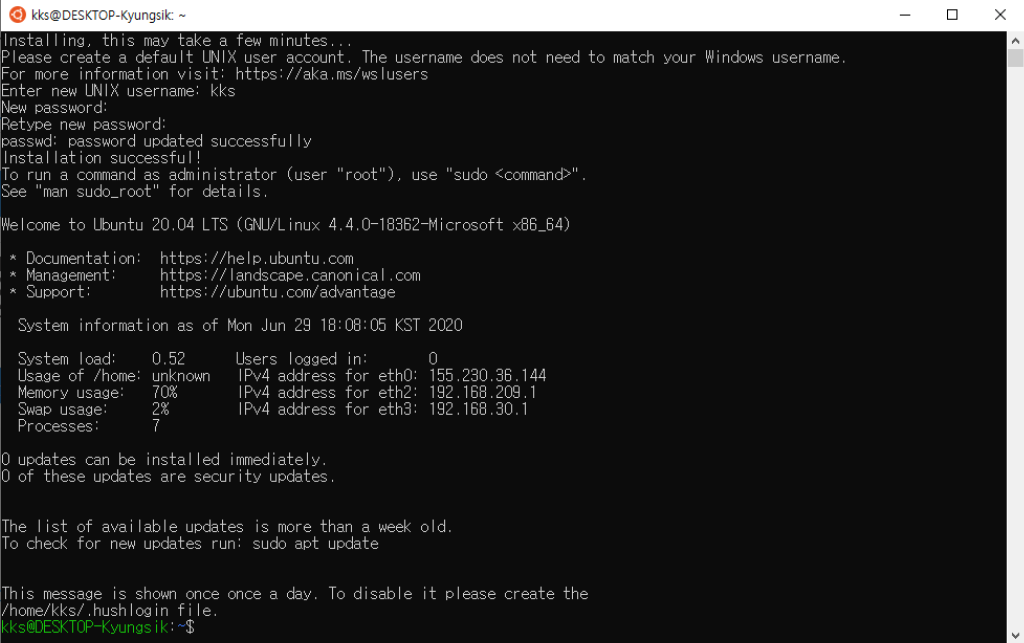 kks@DESKTOP-Kyungsik: ~
Installing, this may take a few minutes...
Please create a default UNIX user account. The username does not need to match your Windows username.
For more information visit: https://aka.ms/wslusers
Enter new UNIX username: kks
New password:
Retype new password:
passwd: password updated successfully
Installation successful!
To run a command as administrator (user "root"), use "sudo <command>".
See "man sudo_root" for details.
Welcome to Ubuntu 20.04 LTS (GNU/Linux 4.4.0-18362-Microsoft x86_64)
* Documentation:  https://help.ubuntu.com
* Management:     https://landscape.canonical.com
* Support:        https://ubuntu.com/advantage
System information as of Mon Jun 29 18:08:05 KST 2020
System load:    0.52      Users logged in:       0
Usage of /home: unknown   IPv4 address for eth0: 155.230.36.144
Memory usage:   70%       IPv4 address for eth2: 192.168.209.1
Swap usage:     2%        IPv4 address for eth3: 192.168.30.1
Processes:      7
0 updates can be installed immediately.
0 of these updates are security updates.
The list of available updates is more than a week old.
To check for new updates run: sudo apt update
This message is shown once once a day. To disable it please create the
/home/kks/.hushlogin file.
kks@DESKTOP-Kyungsik:~$